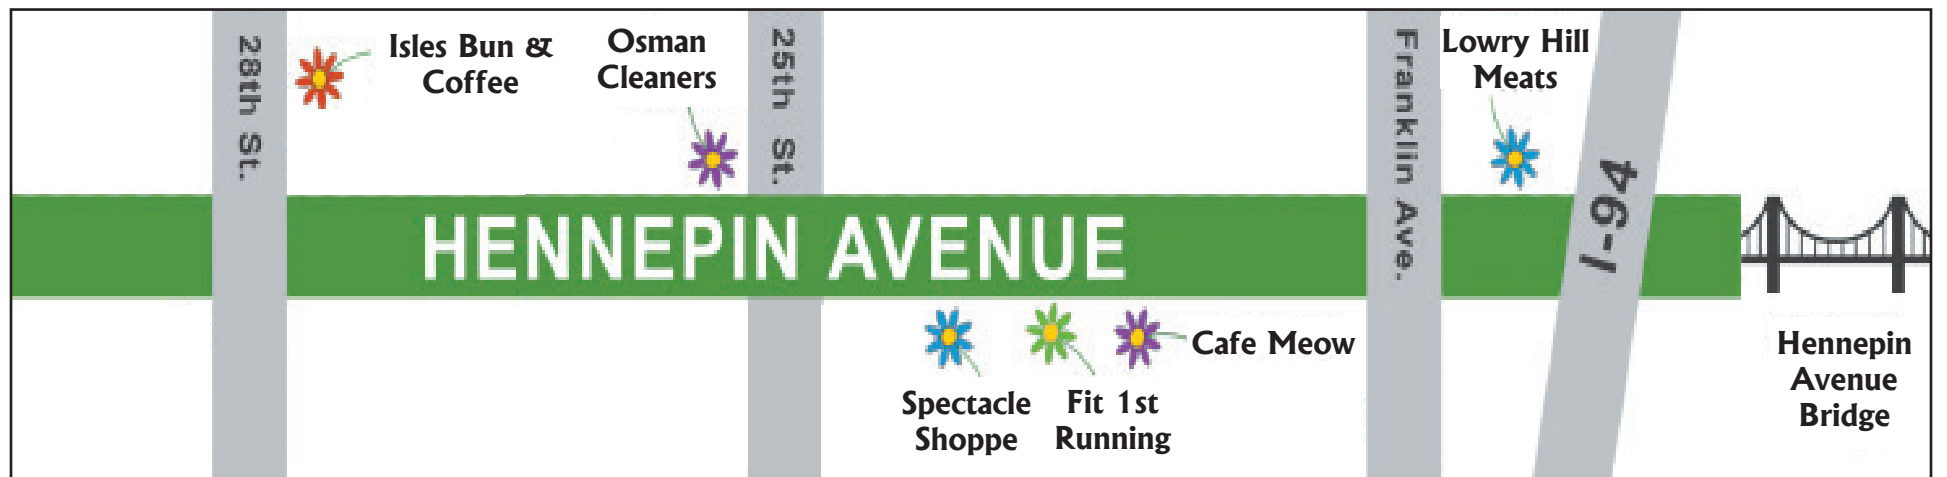 28th St.
Isles Bun &
Coffee
Osman
Cleaners
25th St.
Franklin Ave.
Lowry Hill
Meats
I-94
HENNEPIN AVENUE
Spectacle
Shoppe
Fit 1st
Running
Cafe Meow
Hennepin
Avenue
Bridge